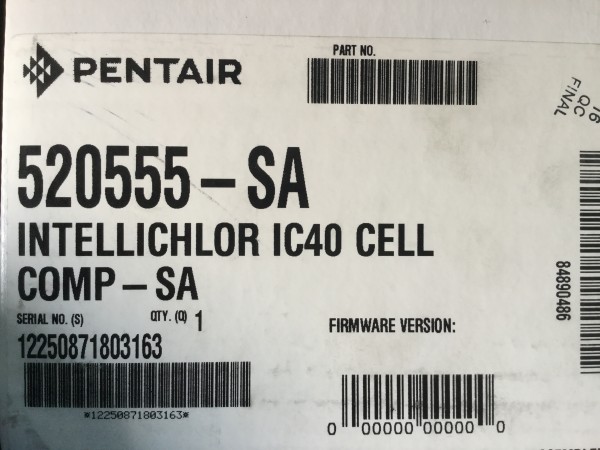 PENTAIR
PART NO.
16
QC
FINAL
520555 – SA
INTELLICHLOR IC40 CELL
COMP – SA
SERIAL NO. (S)
QTY. (Q) 1
12250871803163
*12250871803163*
FIRMWARE VERSION:
0 00000 00000 0
84890486